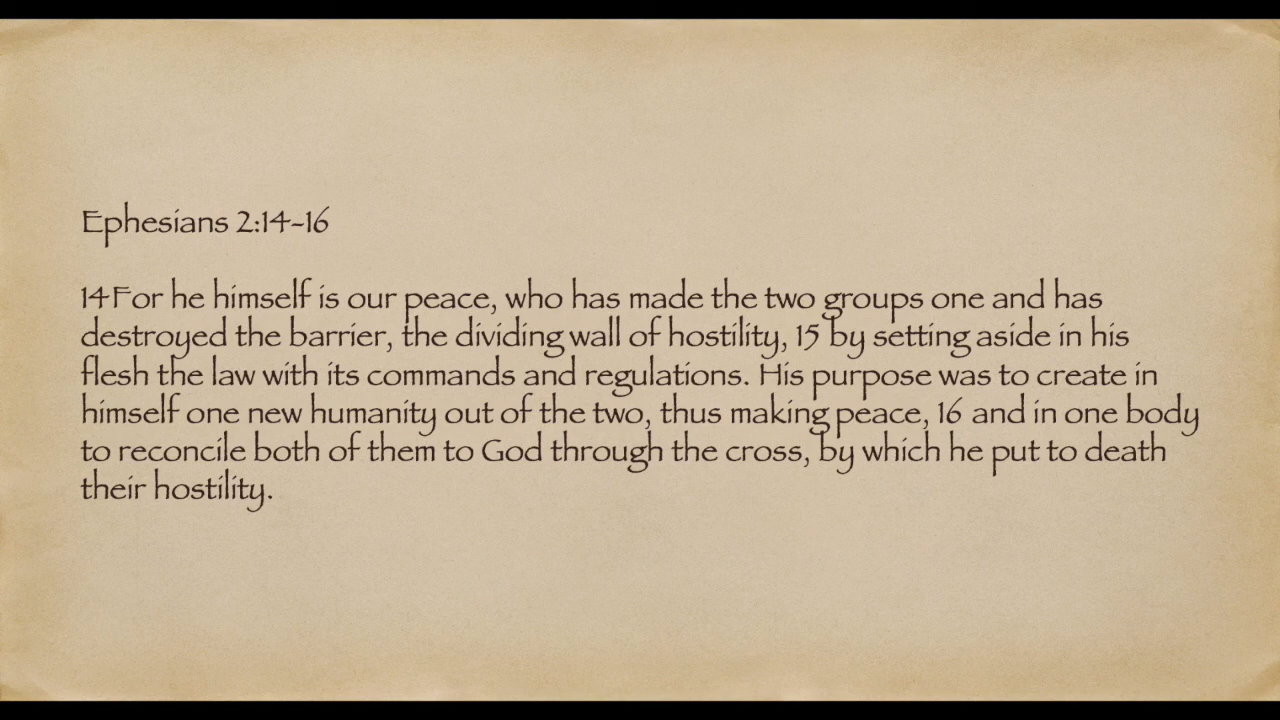 Ephesians 2:14-16
14 For he himself is our peace, who has made the two groups one and has
destroyed the barrier, the dividing wall of hostility, 15 by setting aside in his
flesh the law with its commands and regulations. His purpose was to create in
himself one new humanity out of the two, thus making peace, 16 and in one body
to reconcile both of them to God through the cross, by which he put to death
their hostility.